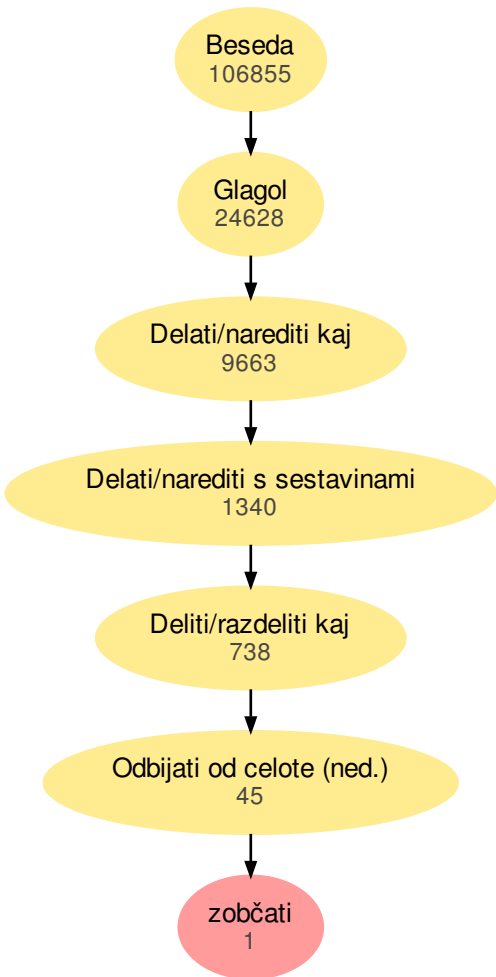 Beseda
106855
Glagol
24628
Delati/narediti kaj
9663
Delati/narediti s sestavinami
1340
Deliti/razdeliti kaj
738
Odbijati od celote (ned.)
45
zobčati
1